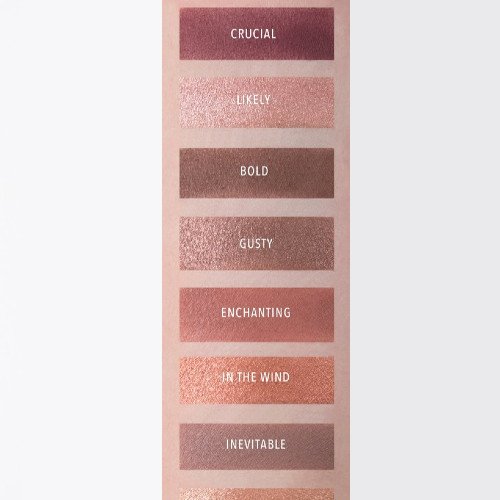 CRUCIAL
LIKELY
BOLD
GUSTY
ENCHANTING
IN THE WIND
INEVITABLE